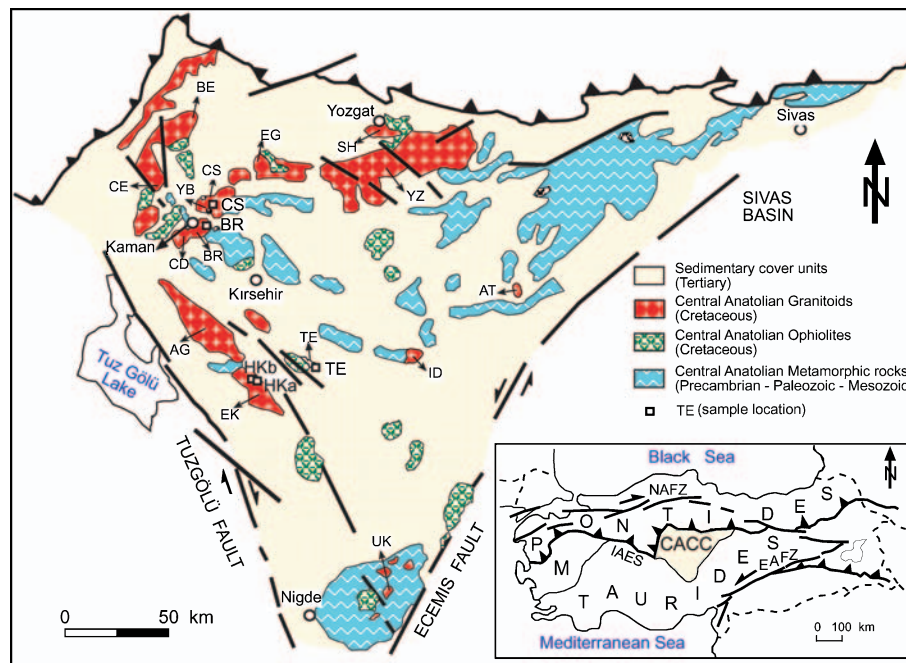 BE
Yozgat
Sivas
EG
SH
CS
CE
YB
CS
YZ
BR
SIVAS
BASIN
Kaman
CD
BR
Kırsehir
AT
Sedimentary cover units
(Tertiary)
Central Anatolian Granitoids
(Cretaceous)
Central Anatolian Ophiolites
(Cretaceous)
Central Anatolian Metamorphic rocks
(Precambrian - Paleozoic - Mesozoic
TE (sample location)
N
Tuz Gölü
Lake
AG
TE
TE
ID
HKb
HKa
EK
TUZGÖLÜ FAULT
ECEMIS FAULT
UK
Nigde
0 50 km
Black Sea
N
NAFZ
PONTIDES
IAES
CACC
EAFZ
TAURIDES
M
Mediterranean Sea
0 100 km